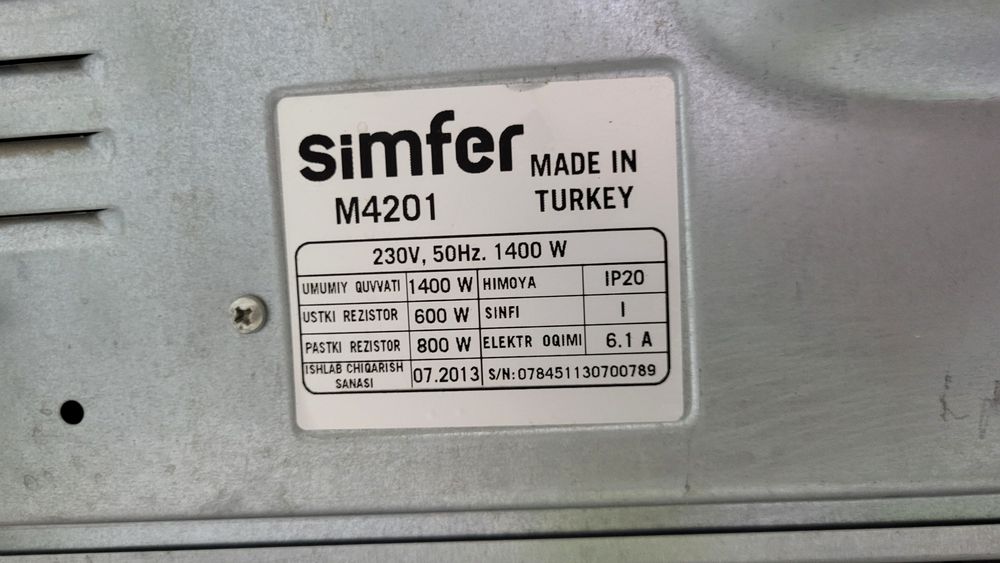 simfer
MADE IN
TURKEY
M4201
230V, 50Hz. 1400 W
UMUMIY QUVVATI 1400 W HIMOYA IP20
USTKI REZISTOR 600 W SINFI I
PASTKI REZISTOR 800 W ELEKTR OQIMI 6.1 A
ISHLAB CHIQARISH
SANASI 07.2013 S/N:078451130700789